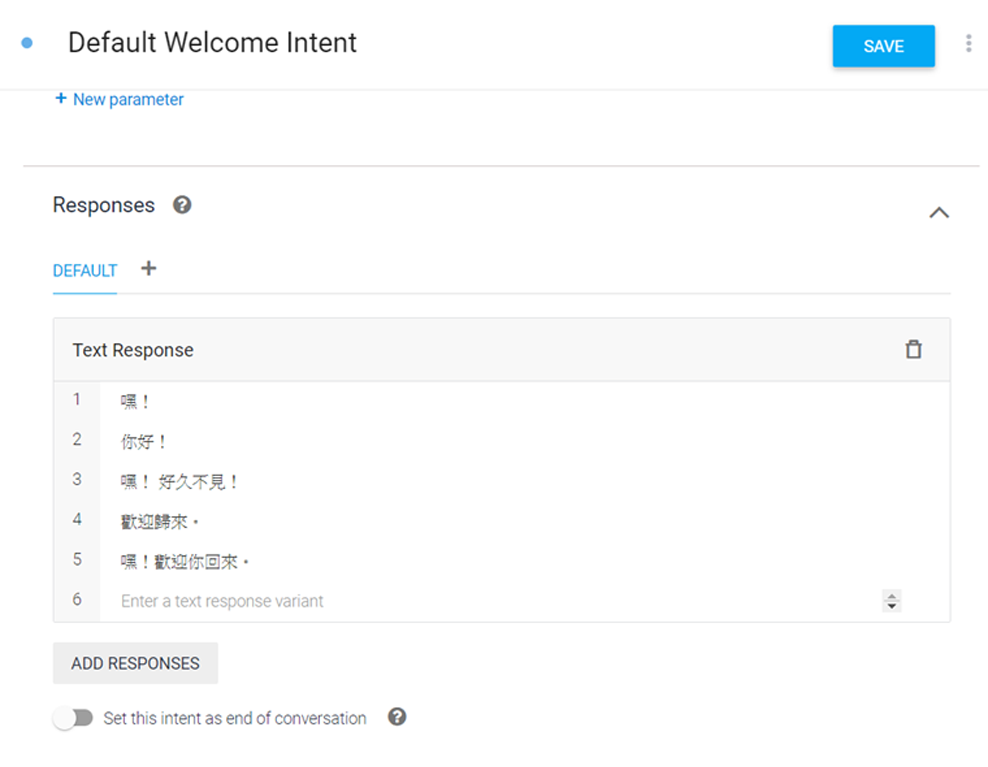 Default Welcome Intent
SAVE
+ New parameter
Responses ?
DEFAULT +
Text Response
1 嘿！
2 你好！
3 嘿！ 好久不見！
4 歡迎歸來。
5 嘿！歡迎你回來。
6 Enter a text response variant
ADD RESPONSES
Set this intent as end of conversation ?